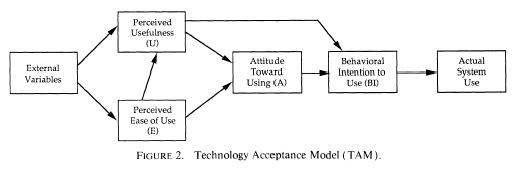 External
Variables
Perceived
Usefulness
(U)
Perceived
Ease of Use
(E)
Attitude
Toward
Using (A)
Behavioral
Intention to
Use (BI)
Actual
System
Use
FIGURE 2. Technology Acceptance Model (TAM).